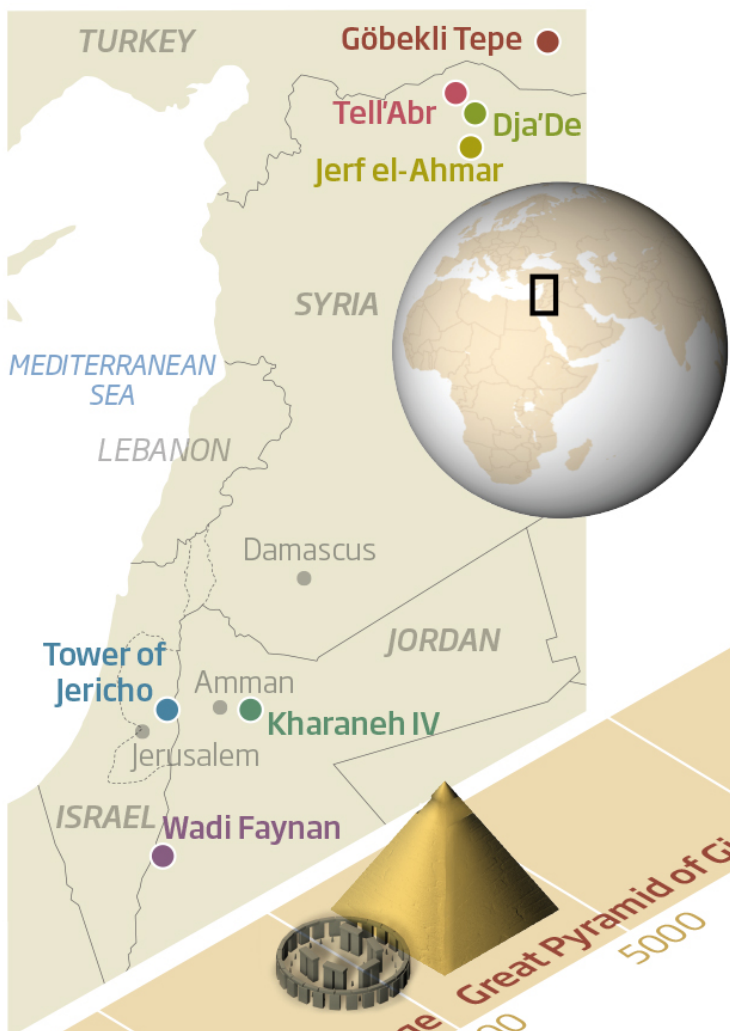 TURKEY
Göbekli Tepe
Tell'Abr
Dja'De
Jerf el-Ahmar
SYRIA
MEDITERRANEAN
SEA
LEBANON
Damascus
JORDAN
Tower of
Jericho
Amman
Kharaneh IV
Jerusalem
ISRAEL
Wadi Faynan
Great Pyramid of Gi
5000